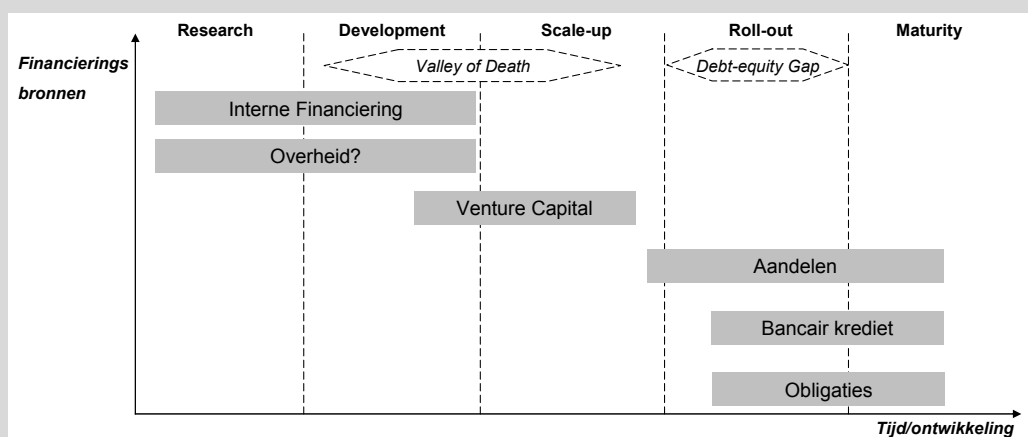 Research Development Scale-up Roll-out Maturity
Financierings
bronnen
Valley of Death Debt-equity Gap
Interne Financiering
Overheid?
Venture Capital
Aandelen
Bancair krediet
Obligaties
Tijd/ontwikkeling